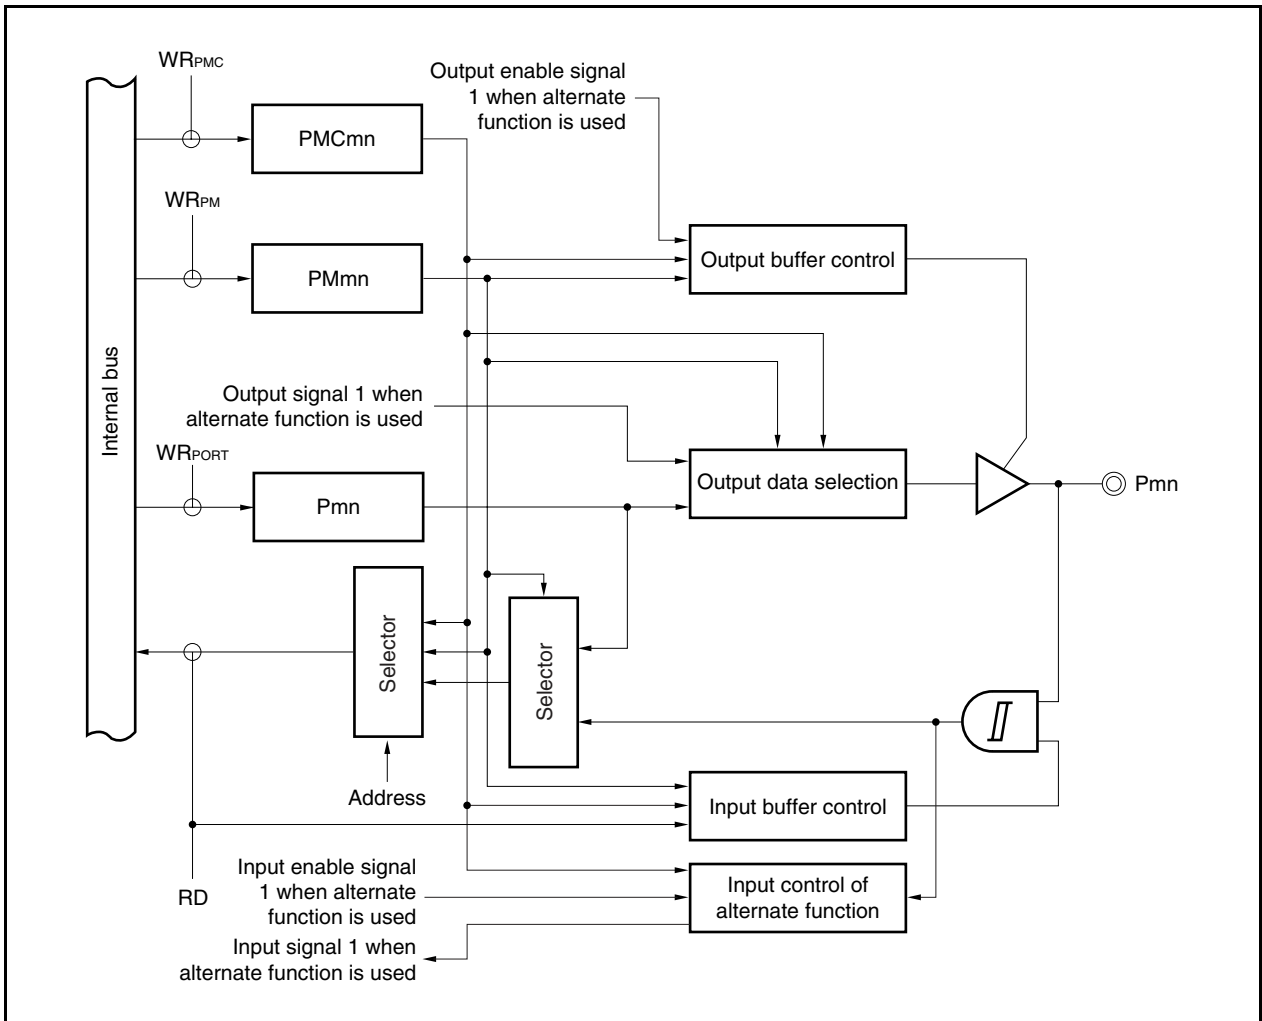 WRPMC
Output enable signal
1 when alternate
function is used
PMCmn
WRPM
PMmn
Output buffer control
Internal bus
Output signal 1 when
alternate function is used
WRPORT
Pmn
Output data selection
Pmn
Selector
Selector
Address
Input buffer control
RD
Input enable signal
1 when alternate
function is used
Input control of
alternate function
Input signal 1 when
alternate function is used